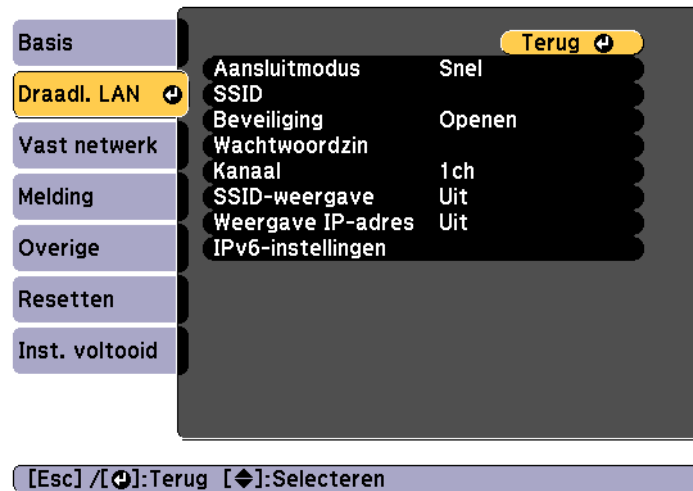 Basis
Draadl. LAN
Vast netwerk
Melding
Overige
Resetten
Inst. voltooid
Terug
Aansluitmodus Snel
SSID
Beveiliging Openen
Wachtwoordzin
Kanaal 1ch
SSID-weergave Uit
Weergave IP-adres Uit
IPv6-instellingen
[Esc] /[⏎]:Terug [◆]:Selecteren